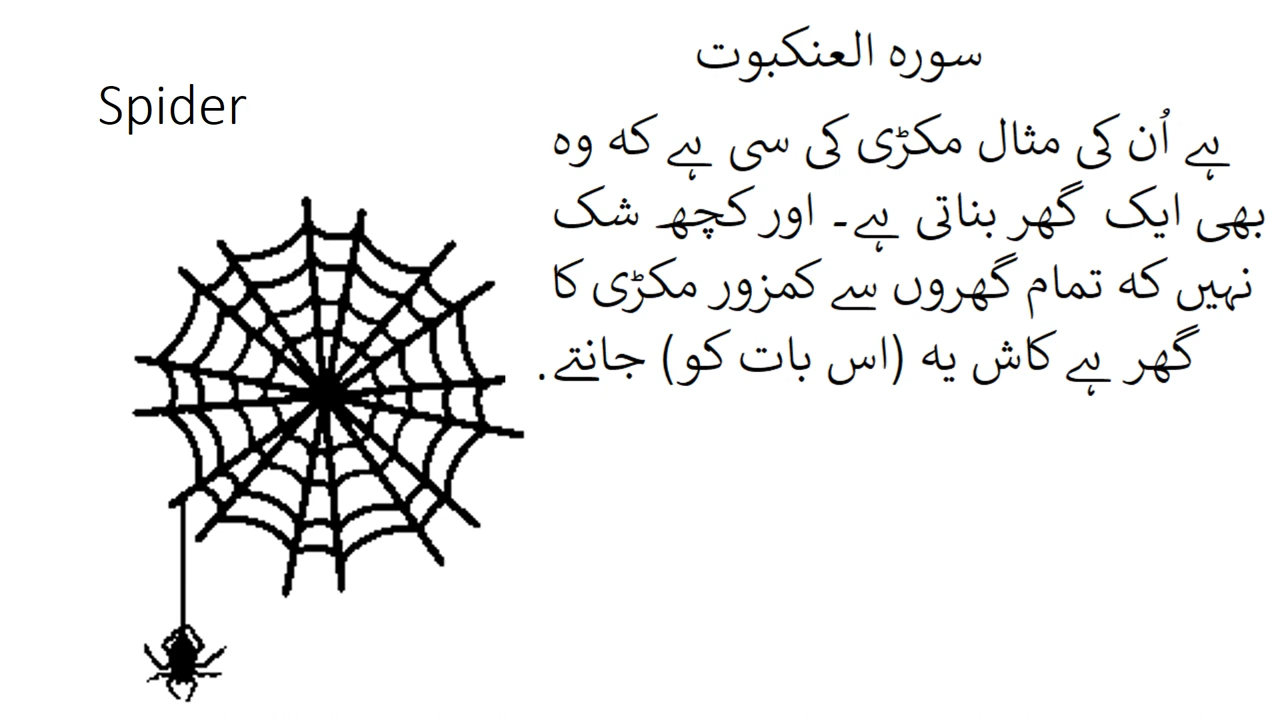 Spider
سورہ العنکبوت
ہے اُن کی مثال مکڑی کی سی ہے کہ وہ
بھی ایک گھر بناتی ہے۔ اور کچھ شک
نہیں کہ تمام گھروں سے کمزور مکڑی کا
گھر ہے کاش یہ (اس بات کو) جانتے.